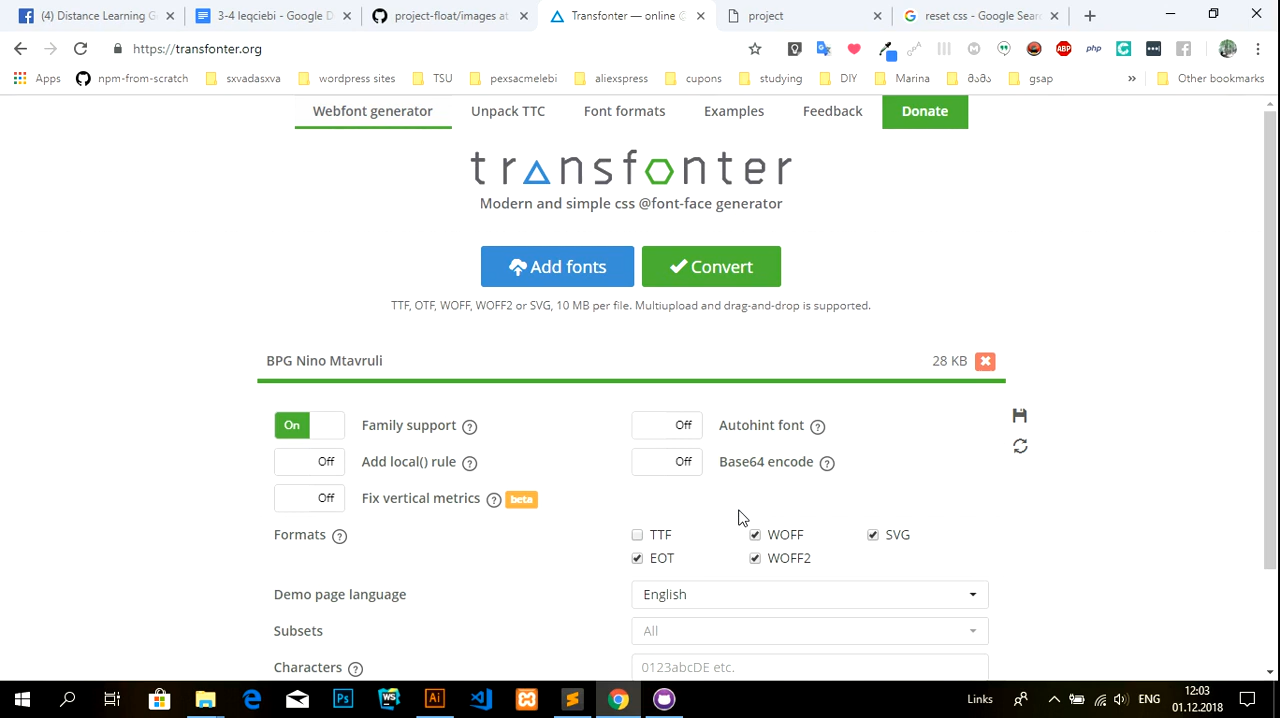 (4) Distance Learning G
3-4 leqciebi - Google D
project-float/images at
Transfonter — online
project
reset css - Google Sear
https://transfonter.org
ABP
php
Apps
npm-from-scratch
sxvadasxva
wordpress sites
TSU
pexsacmelebi
aliexspress
cupons
studying
DIY
Marina
მამა
gsap
»
Other bookmarks
Webfont generator
Unpack TTC
Font formats
Examples
Feedback
Donate
transfonter
Modern and simple css @font-face generator
Add fonts
Convert
TTF, OTF, WOFF, WOFF2 or SVG, 10 MB per file. Multiupload and drag-and-drop is supported.
BPG Nino Mtavruli
28 KB
On
Family support
Off
Autohint font
Off
Add local() rule
Off
Base64 encode
Off
Fix vertical metrics
beta
Formats
TTF
WOFF
SVG
EOT
WOFF2
Demo page language
English
Subsets
All
Characters
0123abcDE etc.
Ps
WS
Ai
Links
ENG
12:03
01.12.2018